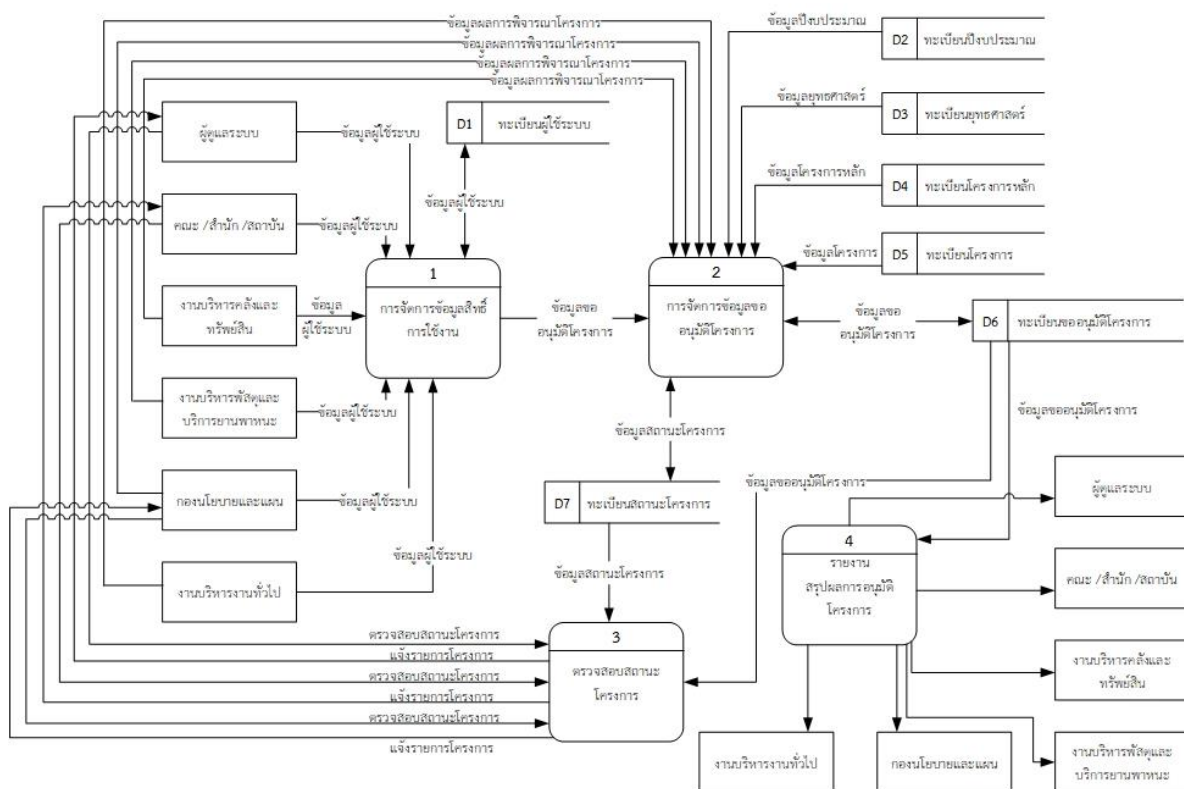 ข้อมูลผลการพิจารณาโครงการ
ข้อมูลผลการพิจารณาโครงการ
ข้อมูลผลการพิจารณาโครงการ
ข้อมูลผลการพิจารณาโครงการ
ข้อมูลปีงบประมาณ
D2 ทะเบียนปีงบประมาณ
ข้อมูลยุทธศาสตร์
D3 ทะเบียนยุทธศาสตร์
ข้อมูลโครงการหลัก
D4 ทะเบียนโครงการหลัก
ข้อมูลโครงการ
D5 ทะเบียนโครงการ
ผู้ดูแลระบบ
ข้อมูลผู้ใช้ระบบ
D1 ทะเบียนผู้ใช้ระบบ
ข้อมูลผู้ใช้ระบบ
คณะ /สำนัก /สถาบัน
ข้อมูลผู้ใช้ระบบ
งานบริหารคลังและ
ทรัพย์สิน
ข้อมูล
ผู้ใช้ระบบ
1
การจัดการข้อมูลสิทธิ์
การใช้งาน
ข้อมูลขอ
อนุมัติโครงการ
2
การจัดการข้อมูลขอ
อนุมัติโครงการ
ข้อมูลขอ
อนุมัติโครงการ
D6 ทะเบียนขออนุมัติโครงการ
งานบริหารพัสดุและ
บริการยานพาหนะ
ข้อมูลผู้ใช้ระบบ
ข้อมูลสถานะโครงการ
ข้อมูลขออนุมัติโครงการ
กองนโยบายและแผน
ข้อมูลผู้ใช้ระบบ
D7 ทะเบียนสถานะโครงการ
ข้อมูลขออนุมัติโครงการ
ผู้ดูแลระบบ
ข้อมูลผู้ใช้ระบบ
งานบริหารงานทั่วไป
ข้อมูลสถานะโครงการ
4
รายงาน
สรุปผลการอนุมัติ
โครงการ
คณะ /สำนัก /สถาบัน
ตรวจสอบสถานะโครงการ
แจ้งรายการโครงการ
ตรวจสอบสถานะโครงการ
แจ้งรายการโครงการ
ตรวจสอบสถานะโครงการ
แจ้งรายการโครงการ
3
ตรวจสอบสถานะ
โครงการ
งานบริหารคลังและ
ทรัพย์สิน
งานบริหารงานทั่วไป
กองนโยบายและแผน
งานบริหารพัสดุและ
บริการยานพาหนะ